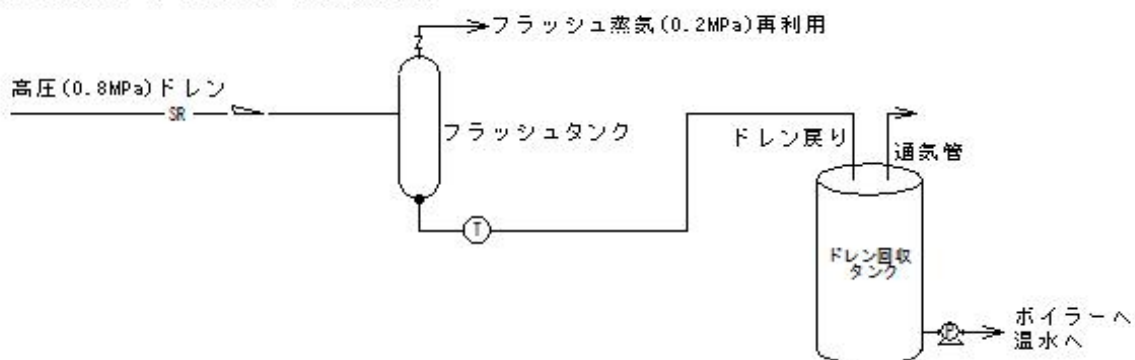 フラッシュ蒸気(0.2MPa)再利用
高圧(0.8MPa)ドレン
SR
フラッシュタンク
ドレン戻り
通気管
T
ドレン回収
タンク
P
ボイラーへ
温水へ